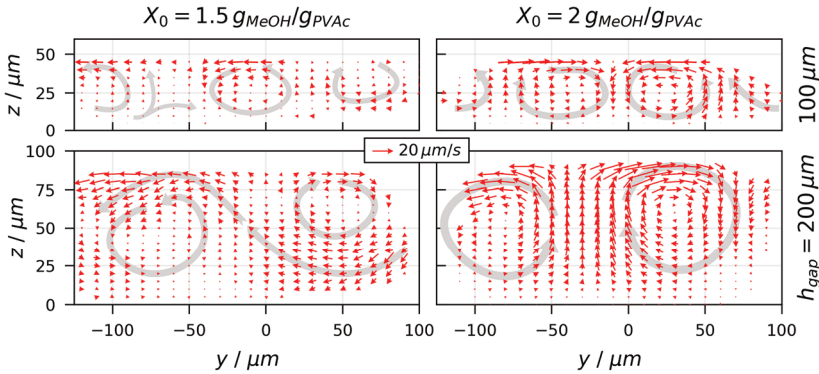 X₀ = 1.5 g_MeOH/g_PVAc X₀ = 2 g_MeOH/g_PVAc
z / μm
50
25
0
100 μm
20 μm/s
z / μm
100
75
50
25
0
h_gap = 200 μm
−100 −50 0 50 100 −100 −50 0 50 100
y / μm y / μm